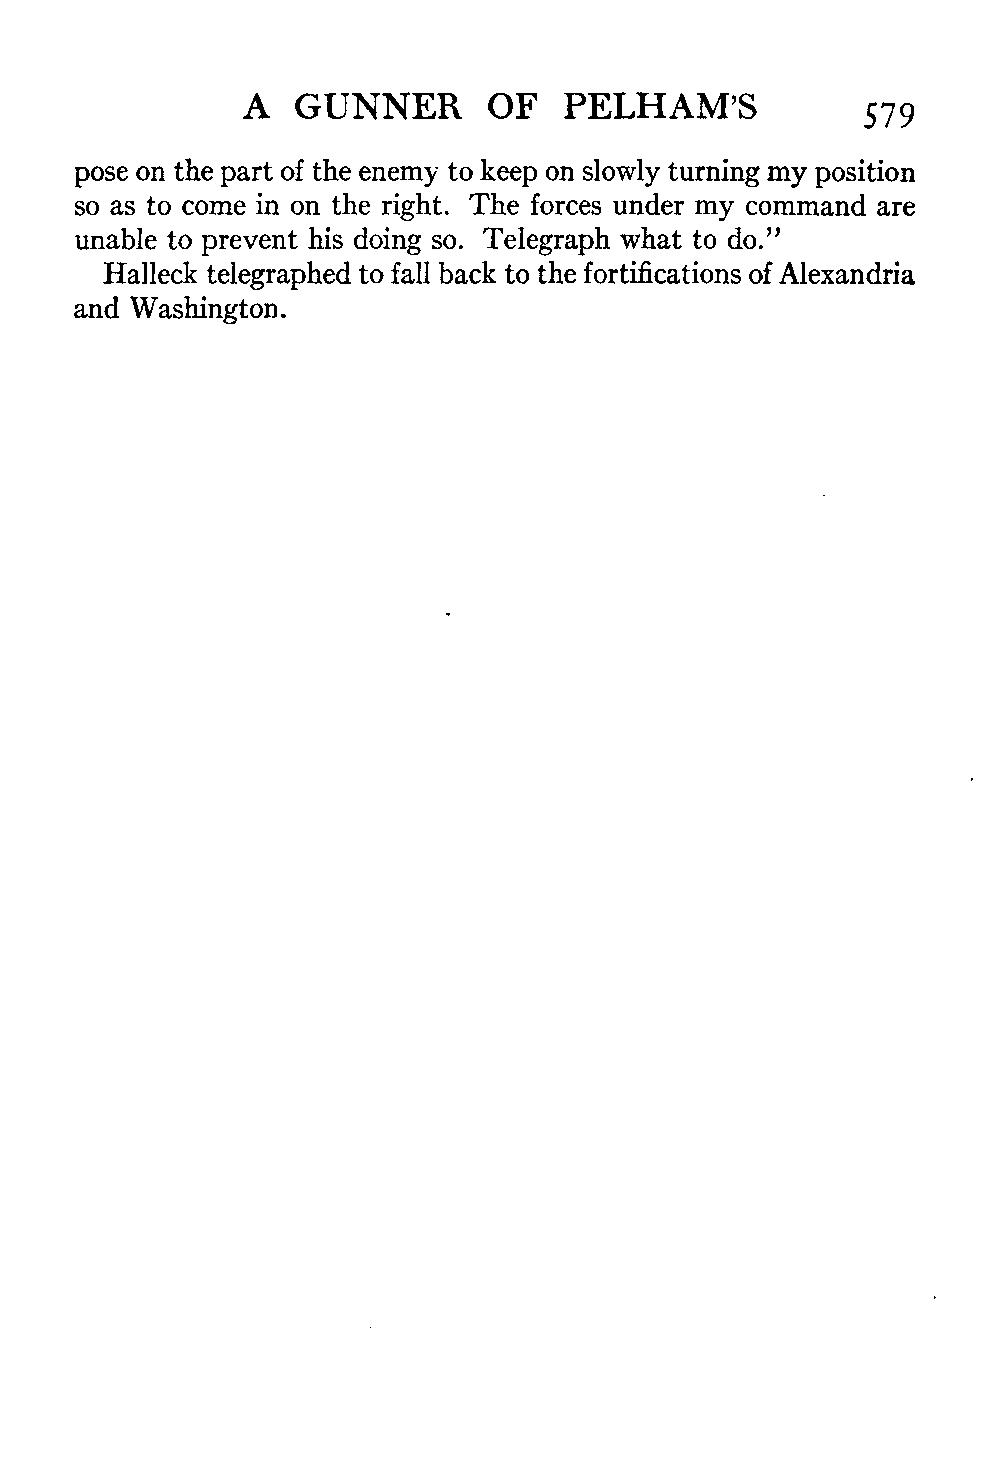 A GUNNER OF PELHAM'S 579
pose on the part of the enemy to keep on slowly turning my position
so as to come in on the right. The forces under my command are
unable to prevent his doing so. Telegraph what to do."
Halleck telegraphed to fall back to the fortifications of Alexandria
and Washington.